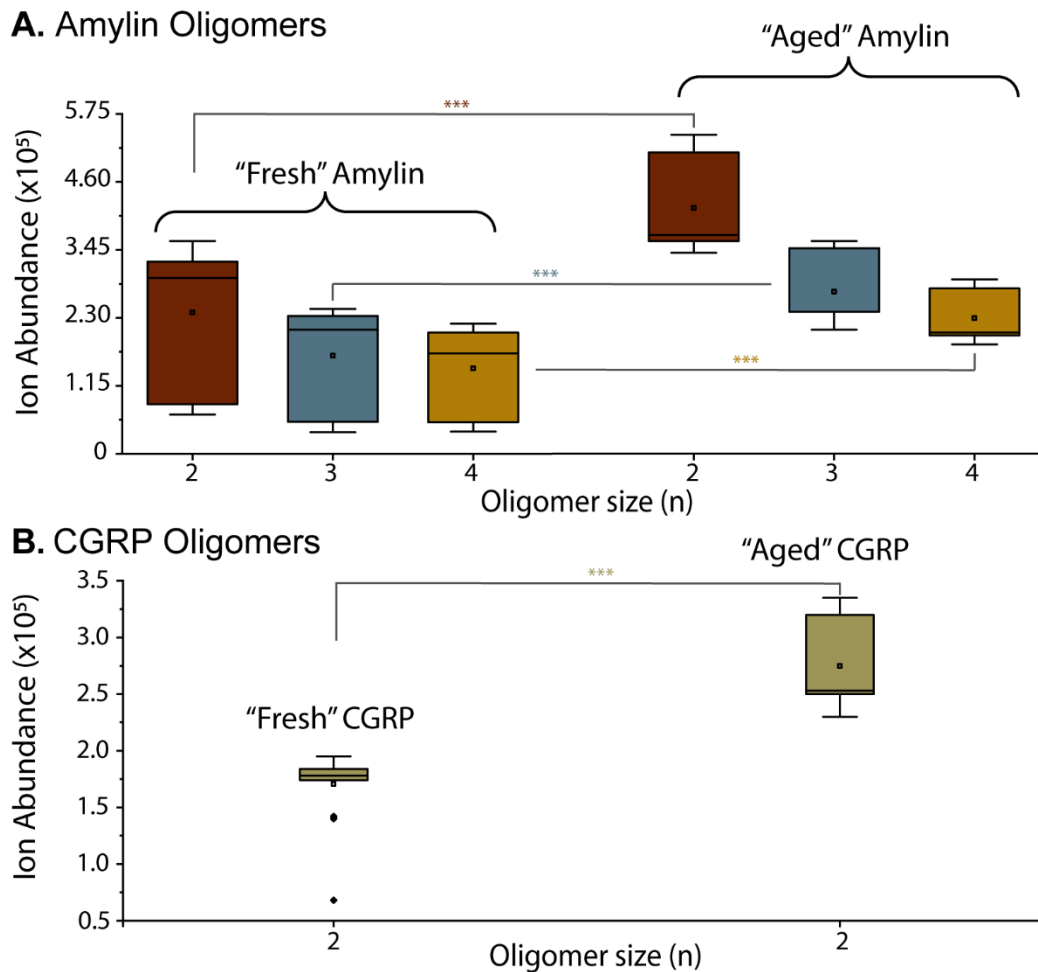 A. Amylin Oligomers
“Aged” Amylin
***
“Fresh” Amylin
***
***
Ion Abundance (x10⁵)
5.75
4.60
3.45
2.30
1.15
0
2 3 4 2 3 4
Oligomer size (n)
B. CGRP Oligomers
“Aged” CGRP
***
“Fresh” CGRP
Ion Abundance (x10⁵)
3.5
3.0
2.5
2.0
1.5
1.0
0.5
2 2
Oligomer size (n)